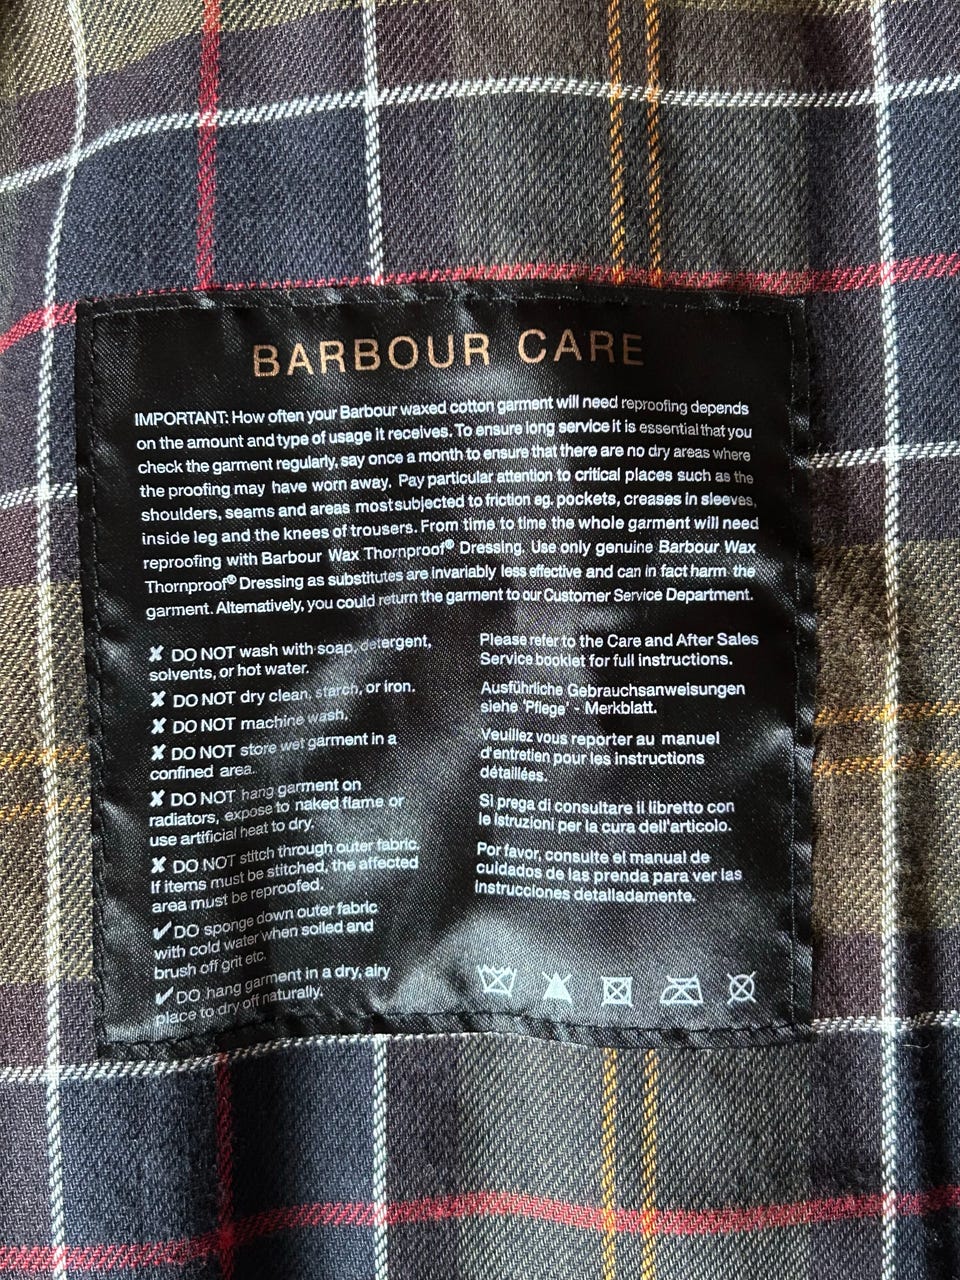 BARBOUR CARE
IMPORTANT: How often your Barbour waxed cotton garment will need reproofing depends
on the amount and type of usage it receives. To ensure long service it is essential that you
check the garment regularly, say once a month to ensure that there are no dry areas where
the proofing may have worn away. Pay particular attention to critical places such as the
shoulders, seams and areas most subjected to friction eg. pockets, creases in sleeves,
inside leg and the knees of trousers. From time to time the whole garment will need
reproofing with Barbour Wax Thornproof® Dressing. Use only genuine Barbour Wax
Thornproof® Dressing as substitutes are invariably less effective and can in fact harm the
garment. Alternatively, you could return the garment to our Customer Service Department.
✘ DO NOT wash with soap, detergent,
solvents, or hot water.
✘ DO NOT dry clean, starch, or iron.
✘ DO NOT machine wash.
✘ DO NOT store wet garment in a
confined area.
✘ DO NOT hang garment on
radiators, expose to naked flame or
use artificial heat to dry.
✘ DO NOT stitch through outer fabric.
If items must be stitched, the affected
area must be reproofed.
✔ DO sponge down outer fabric
with cold water when soiled and
brush off grit etc.
✔ DO hang garment in a dry, airy
place to dry off naturally.
Please refer to the Care and After Sales
Service booklet for full instructions.
Ausführliche Gebrauchsanweisungen
siehe 'Pflege' - Merkblatt.
Veuillez vous reporter au manuel
d'entretien pour les instructions
détaillées.
Si prega di consultare il libretto con
le istruzioni per la cura dell'articolo.
Por favor, consulte el manual de
cuidados de las prenda para ver las
instrucciones detalladamente.